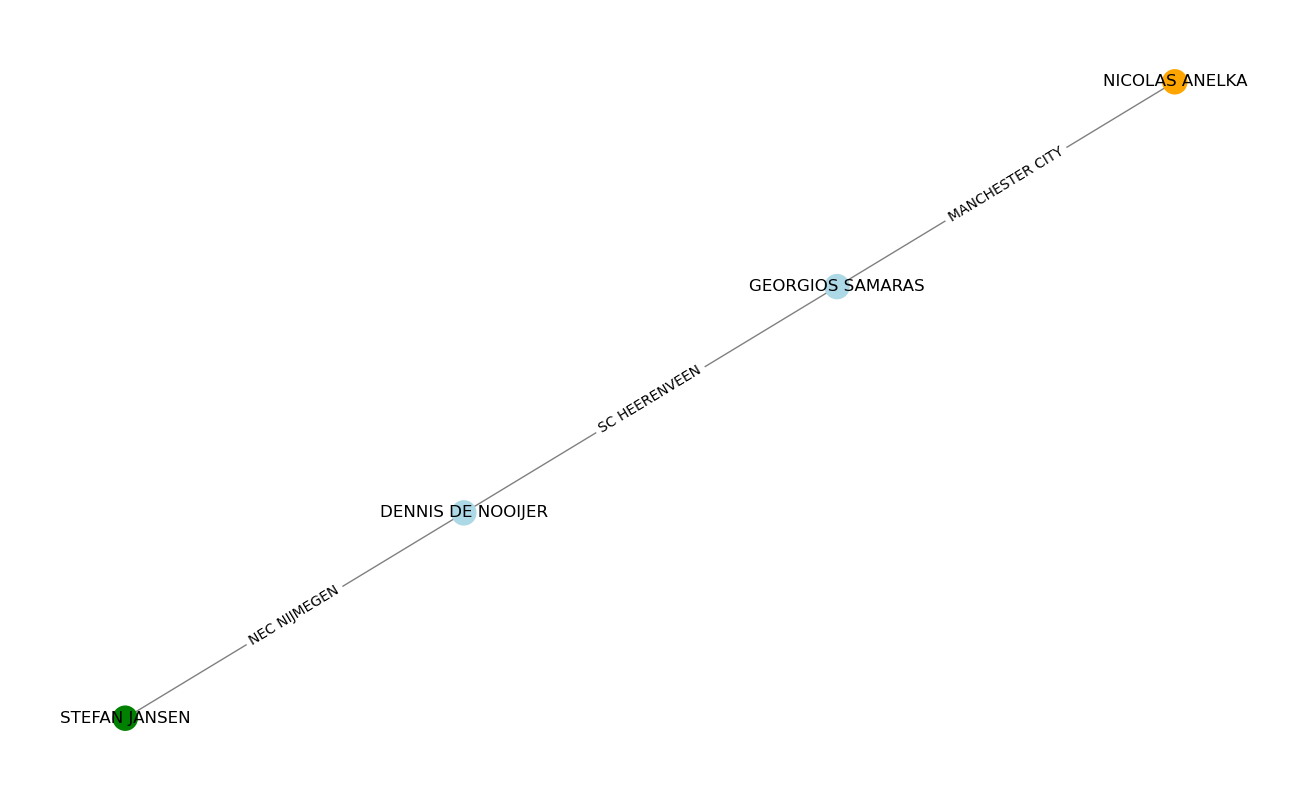 NICOLAS ANELKA
MANCHESTER CITY
GEORGIOS SAMARAS
SC HEERENVEEN
DENNIS DE NOOIJER
NEC NIJMEGEN
STEFAN JANSEN